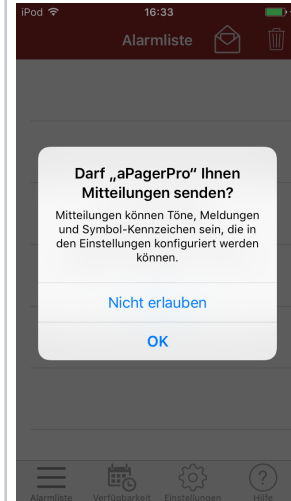 iPod 16:33
Alarmliste
Darf „aPagerPro“ Ihnen
Mitteilungen senden?
Mitteilungen können Töne, Meldungen
und Symbol-Kennzeichen sein, die in
den Einstellungen konfiguriert werden
können.
Nicht erlauben
OK
Alarmliste Verfügbarkeit Einstellungen Hilfe